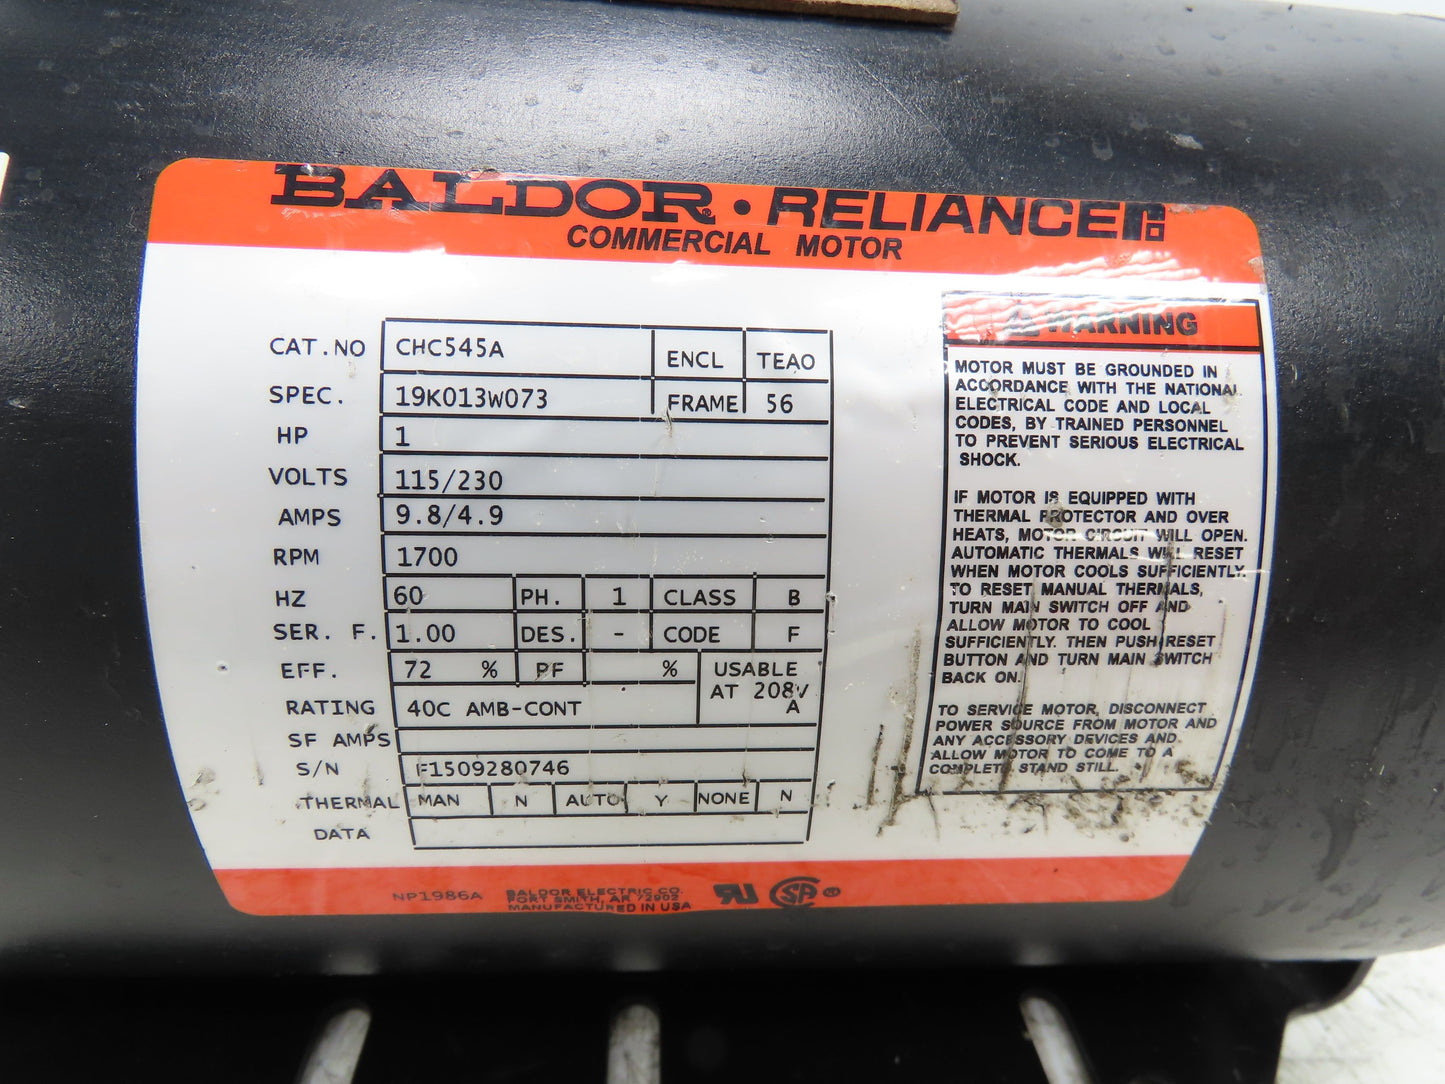 BALDOR® • RELIANCER
COMMERCIAL MOTOR
CAT.NO CHC545A ENCL TEAO
SPEC. 19K013W073 FRAME 56
HP 1
VOLTS 115/230
AMPS 9.8/4.9
RPM 1700
HZ 60 PH. 1 CLASS B
SER. F. 1.00 DES. - CODE F
EFF. 72 % PF % USABLE
AT 208V
RATING 40C AMB-CONT A
SF AMPS
S/N F1509280746
THERMAL MAN N AUTO Y NONE N
DATA
NP1986A
BALDOR ELECTRIC CO.
FORT SMITH, AR 72902
MANUFACTURED IN USA
RU SA ®
WARNING
MOTOR MUST BE GROUNDED IN
ACCORDANCE WITH THE NATIONAL
ELECTRICAL CODE AND LOCAL
CODES, BY TRAINED PERSONNEL
TO PREVENT SERIOUS ELECTRICAL
SHOCK.
IF MOTOR IS EQUIPPED WITH
THERMAL PROTECTOR AND OVER
HEATS, MOTOR CIRCUIT WILL OPEN.
AUTOMATIC THERMALS WILL RESET
WHEN MOTOR COOLS SUFFICIENTLY.
TO RESET MANUAL THERMALS,
TURN MAIN SWITCH OFF AND
ALLOW MOTOR TO COOL
SUFFICIENTLY. THEN PUSH RESET
BUTTON AND TURN MAIN SWITCH
BACK ON.
TO SERVICE MOTOR, DISCONNECT
POWER SOURCE FROM MOTOR AND
ANY ACCESSORY DEVICES AND
ALLOW MOTOR TO COME TO A
COMPLETE STAND STILL.